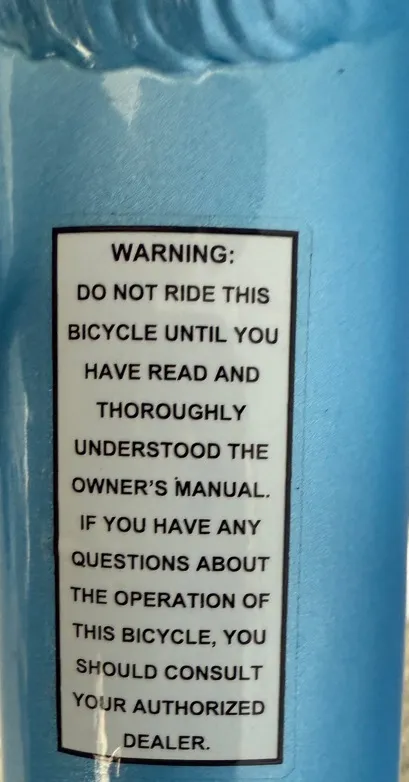 WARNING:
DO NOT RIDE THIS
BICYCLE UNTIL YOU
HAVE READ AND
THOROUGHLY
UNDERSTOOD THE
OWNER'S MANUAL.
IF YOU HAVE ANY
QUESTIONS ABOUT
THE OPERATION OF
THIS BICYCLE, YOU
SHOULD CONSULT
YOUR AUTHORIZED
DEALER.